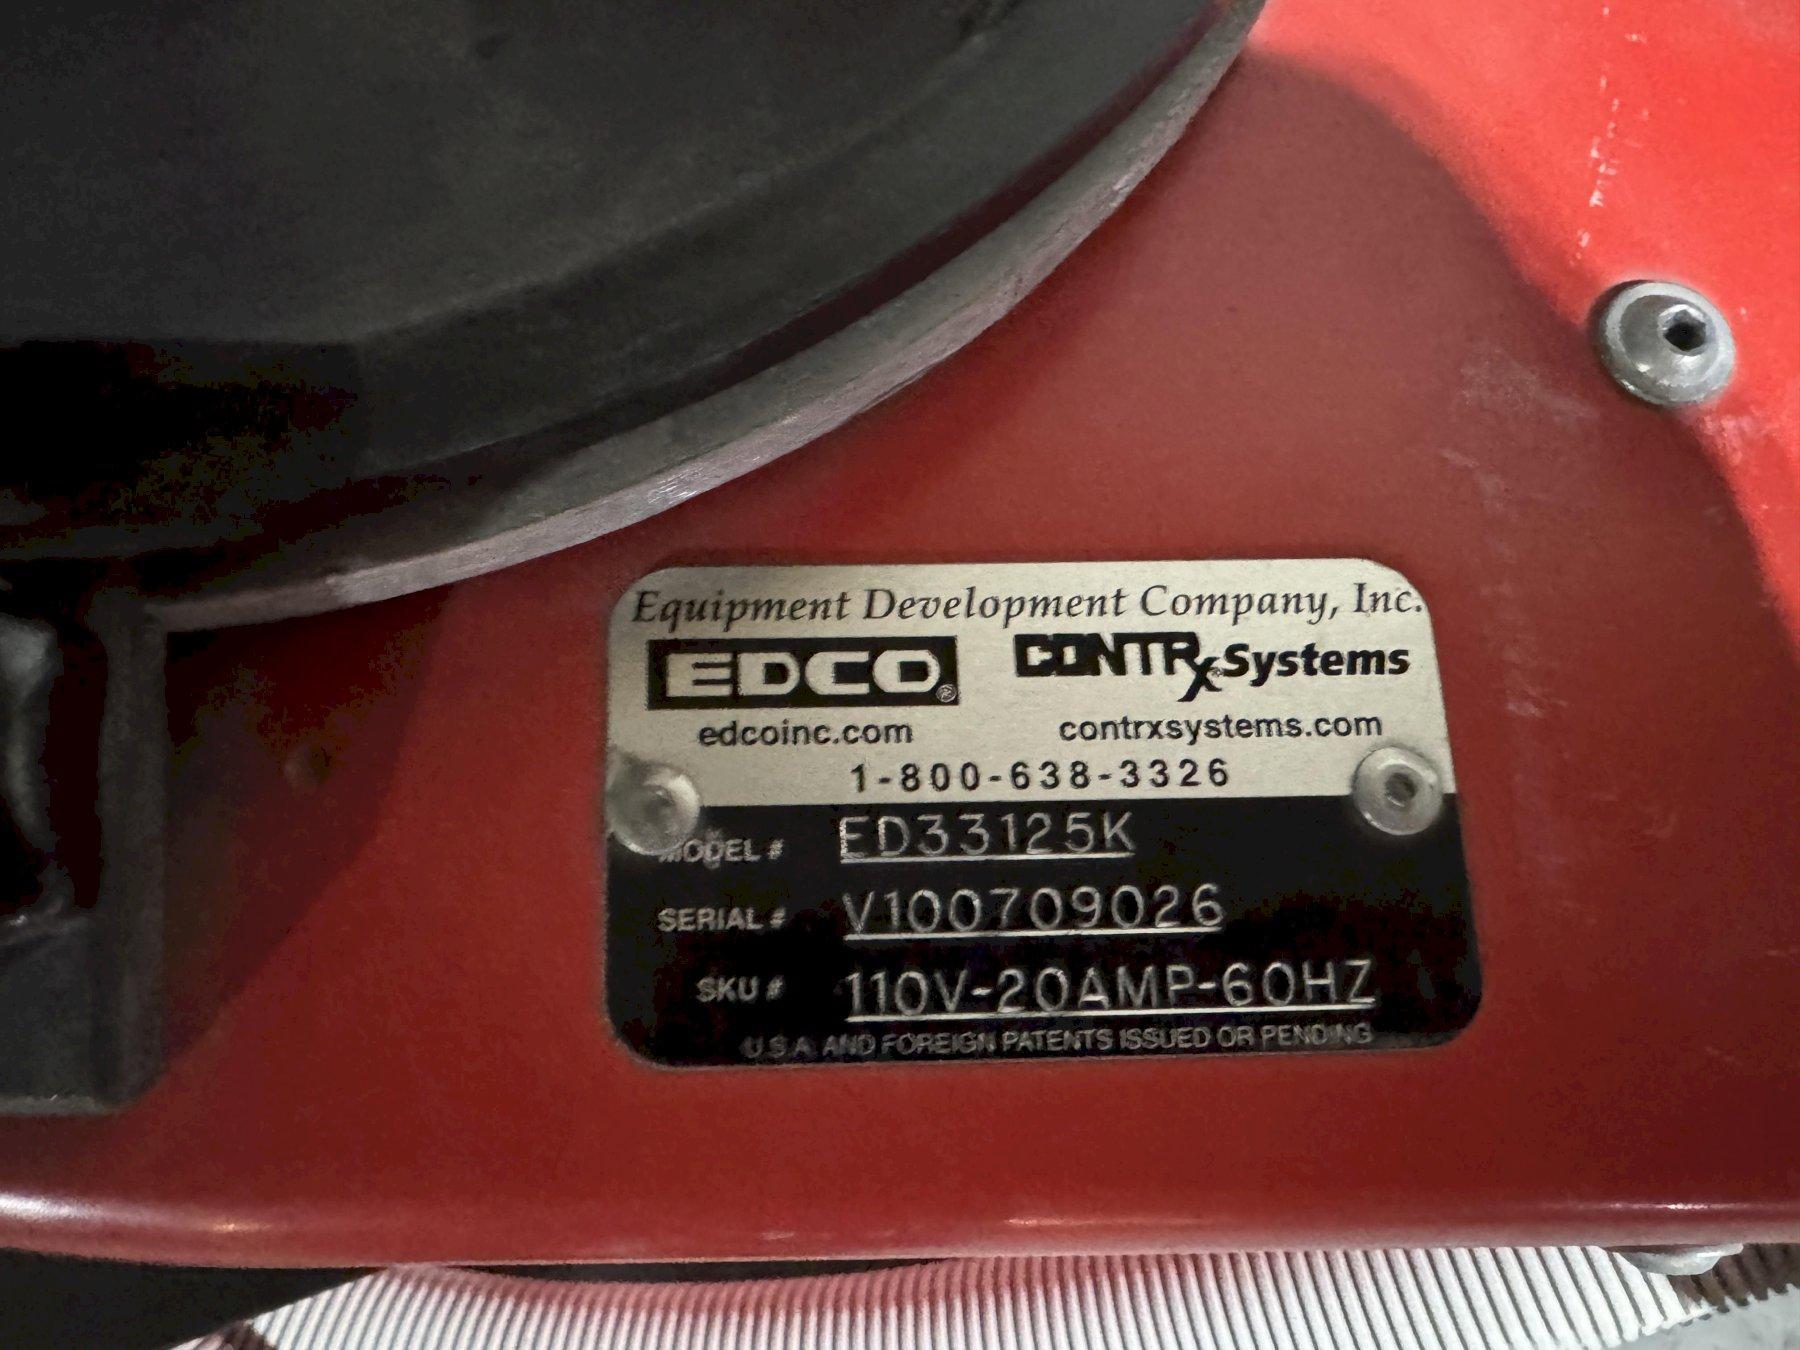 Equipment Development Company, Inc.
EDCO® CONTRx Systems
edcoinc.com contrxsystems.com
1-800-638-3326
MODEL # ED33125K
SERIAL # V100709026
SKU # 110V-20AMP-60HZ
U.S.A. AND FOREIGN PATENTS ISSUED OR PENDING